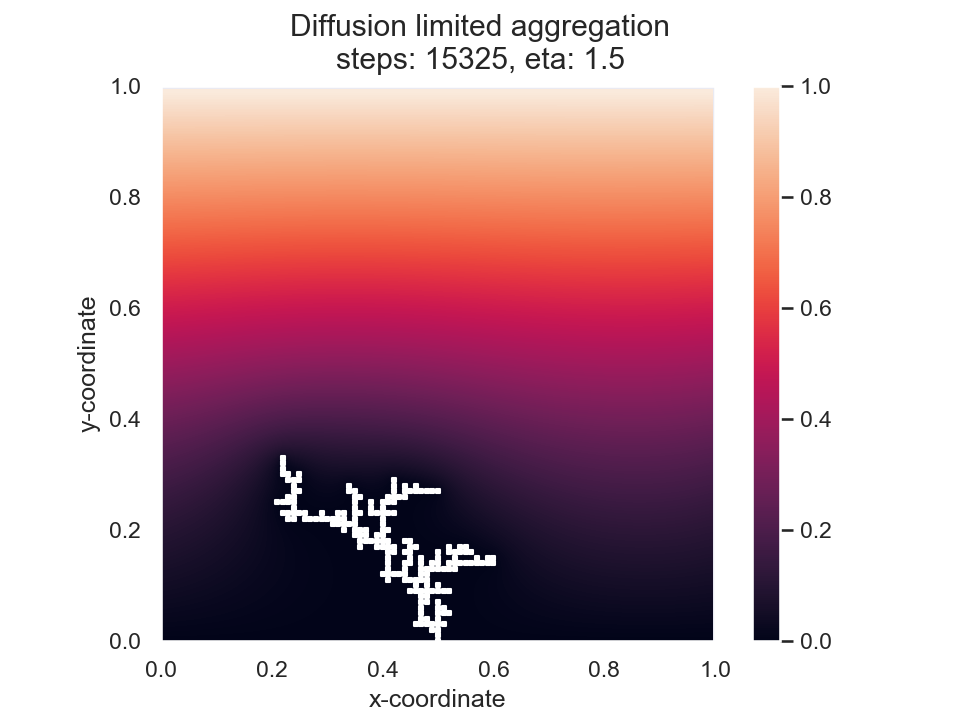 Diffusion limited aggregation
steps: 15325, eta: 1.5
1.0
0.8
0.6
0.4
0.2
0.0
y-coordinate
0.0 0.2 0.4 0.6 0.8 1.0
x-coordinate
1.0
0.8
0.6
0.4
0.2
0.0